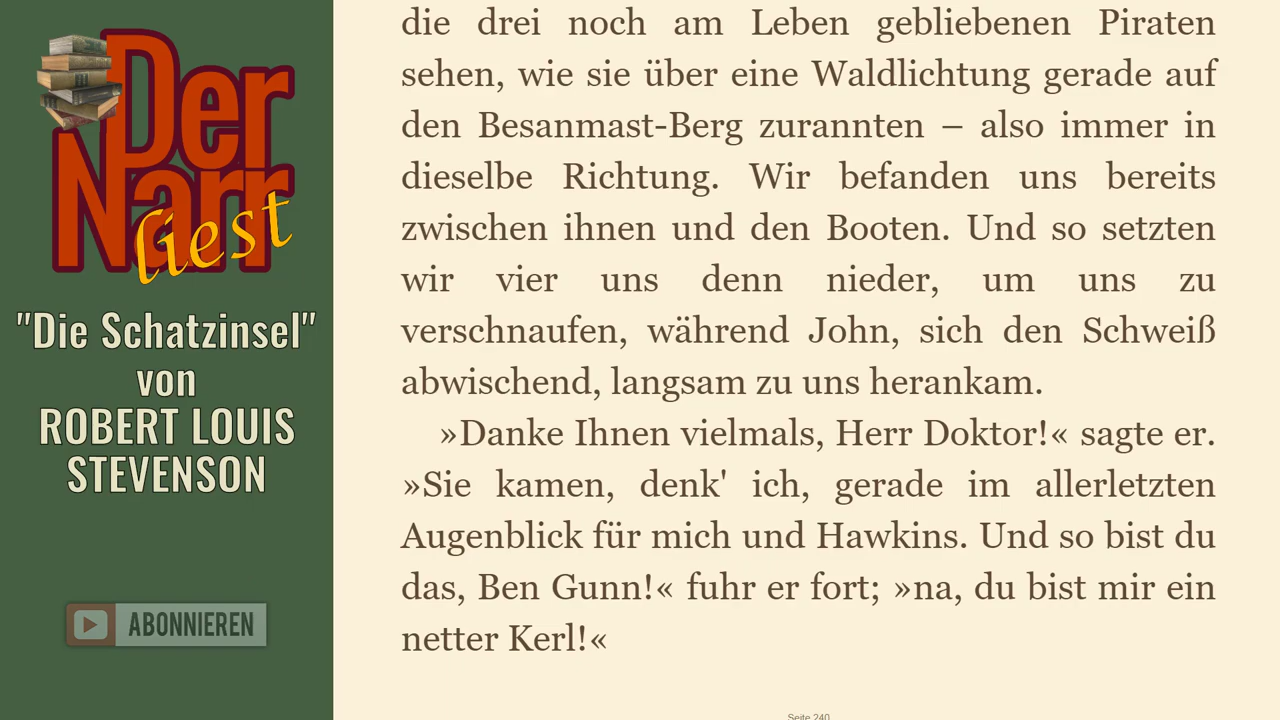 Der
Narr
liest
"Die Schatzinsel"
von
ROBERT LOUIS
STEVENSON
ABONNIEREN
die drei noch am Leben gebliebenen Piraten
sehen, wie sie über eine Waldlichtung gerade auf
den Besanmast-Berg zurannten – also immer in
dieselbe Richtung. Wir befanden uns bereits
zwischen ihnen und den Booten. Und so setzten
wir vier uns denn nieder, um uns zu
verschnaufen, während John, sich den Schweiß
abwischend, langsam zu uns herankam.
»Danke Ihnen vielmals, Herr Doktor!« sagte er.
»Sie kamen, denk' ich, gerade im allerletzten
Augenblick für mich und Hawkins. Und so bist du
das, Ben Gunn!« fuhr er fort; »na, du bist mir ein
netter Kerl!«
Seite 240